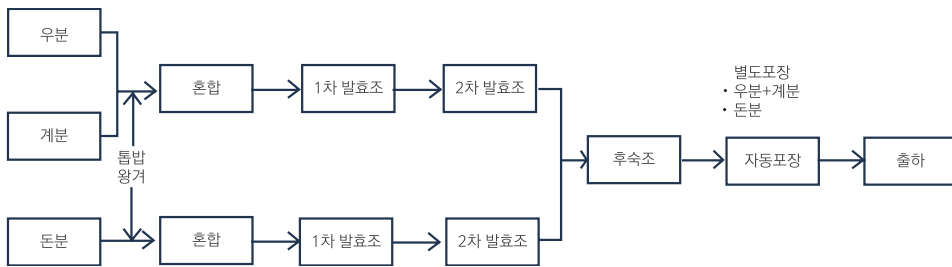 우분
계분
톱밥
왕겨
돈분
혼합
1차 발효조
2차 발효조
혼합
1차 발효조
2차 발효조
후숙조
별도포장
• 우분+계분
• 돈분
자동포장
출하